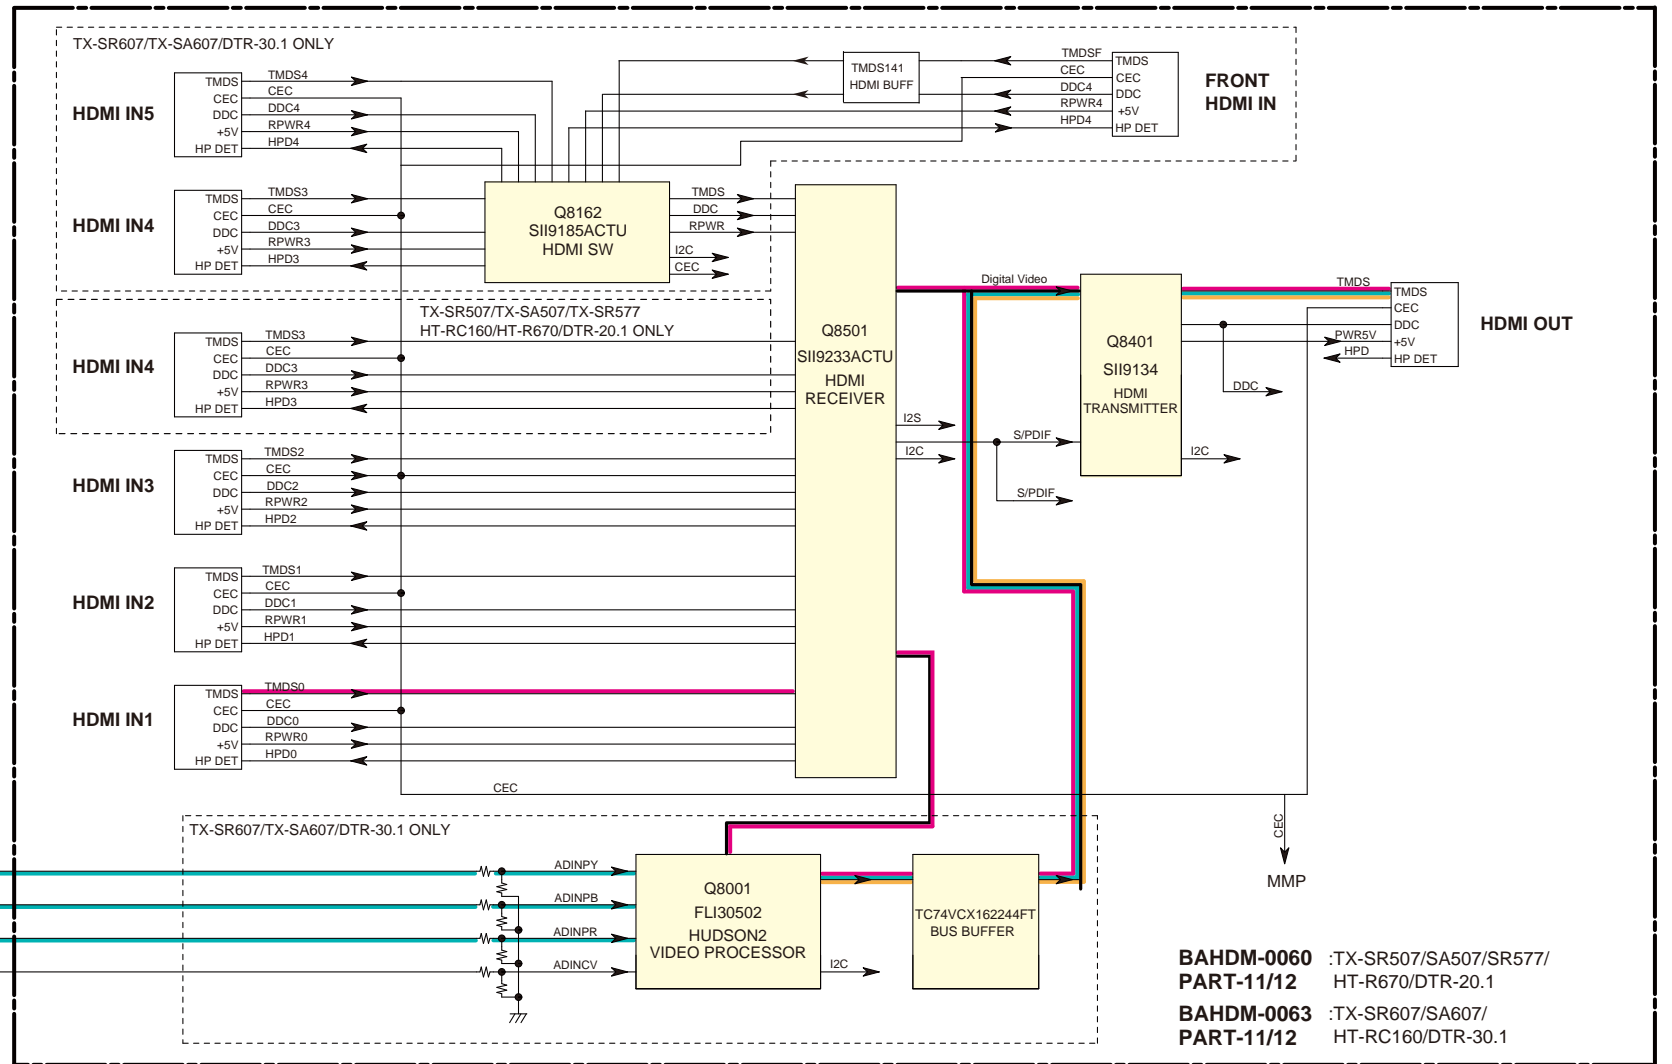 TX-SR607/TX-SA607/DTR-30.1 ONLY
HDMI IN5
TMDS
CEC
DDC
+5V
HP DET
TMDS4
CEC
DDC4
RPWR4
HPD4
TMDS141
HDMI BUFF
TMDSF
CEC
DDC4
RPWR4
HPD4
TMDS
CEC
DDC
+5V
HP DET
FRONT
HDMI IN
HDMI IN4
TMDS
CEC
DDC
+5V
HP DET
TMDS3
CEC
DDC3
RPWR3
HPD3
Q8162
SII9185ACTU
HDMI SW
TMDS
DDC
RPWR
I2C
CEC
TX-SR507/TX-SA507/TX-SR577
HT-RC160/HT-R670/DTR-20.1 ONLY
HDMI IN4
TMDS
CEC
DDC
+5V
HP DET
TMDS3
CEC
DDC3
RPWR3
HPD3
Q8501
SII9233ACTU
HDMI
RECEIVER
I2S
I2C
Digital Video
S/PDIF
S/PDIF
Q8401
SII9134
HDMI
TRANSMITTER
I2C
DDC
TMDS
PWR5V
HPD
TMDS
CEC
DDC
+5V
HP DET
HDMI OUT
HDMI IN3
TMDS
CEC
DDC
+5V
HP DET
TMDS2
CEC
DDC2
RPWR2
HPD2
HDMI IN2
TMDS
CEC
DDC
+5V
HP DET
TMDS1
CEC
DDC1
RPWR1
HPD1
HDMI IN1
TMDS
CEC
DDC
+5V
HP DET
TMDS0
CEC
DDC0
RPWR0
HPD0
CEC
CEC
MMP
TX-SR607/TX-SA607/DTR-30.1 ONLY
ADINPY
ADINPB
ADINPR
ADINCV
Q8001
FLI30502
HUDSON2
VIDEO PROCESSOR
I2C
TC74VCX162244FT
BUS BUFFER
BAHDM-0060 :TX-SR507/SA507/SR577/
PART-11/12 HT-R670/DTR-20.1
BAHDM-0063 :TX-SR607/SA607/
PART-11/12 HT-RC160/DTR-30.1